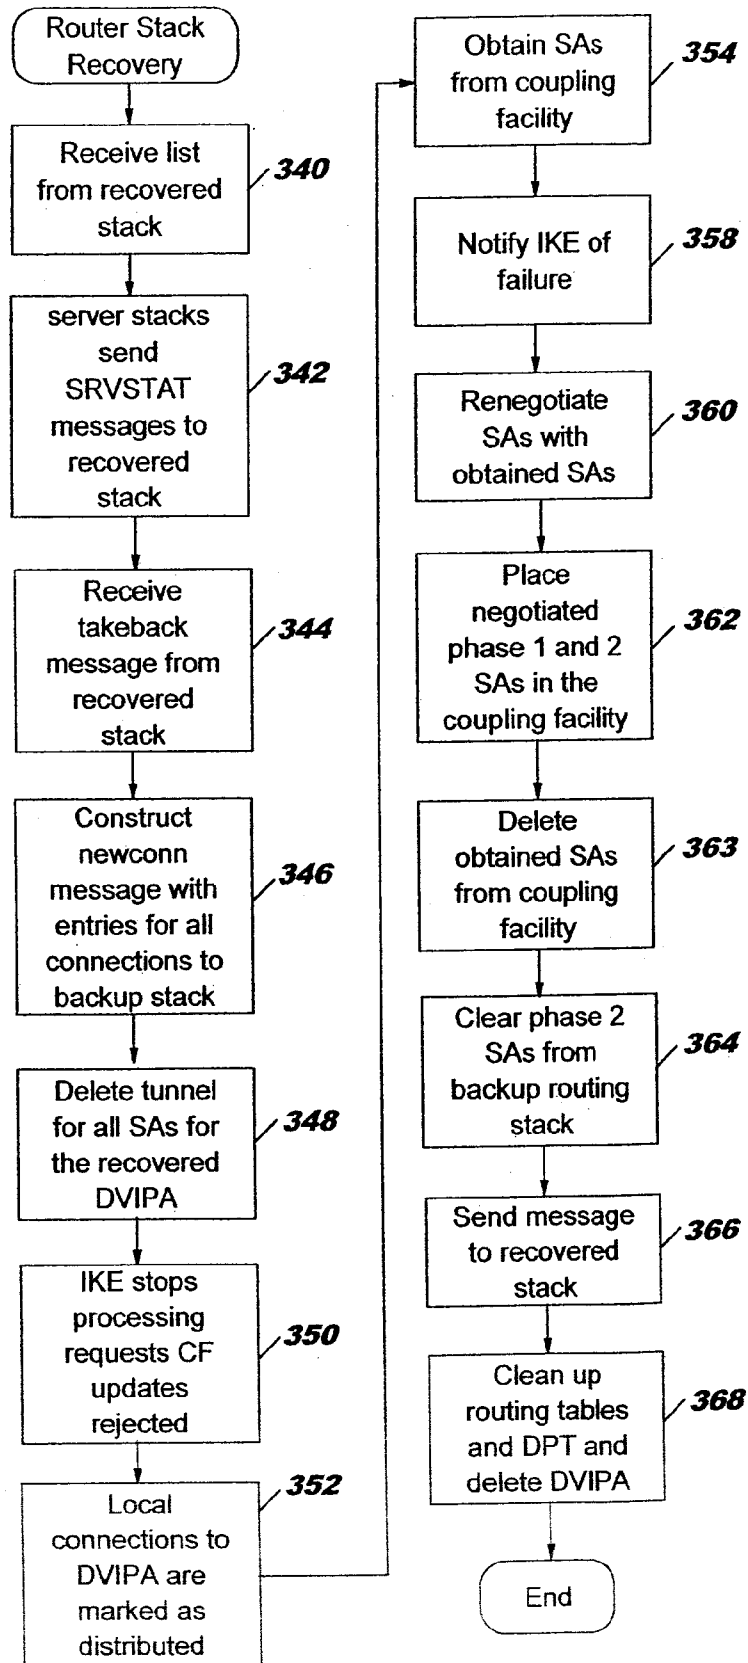 Router Stack
Recovery
Receive list
from recovered
stack
340
server stacks
send
SRVSTAT
messages to
recovered
stack
342
Receive
takeback
message from
recovered
stack
344
Construct
newconn
message with
entries for all
connections to
backup stack
346
Delete tunnel
for all SAs for
the recovered
DVIPA
348
IKE stops
processing
requests CF
updates
rejected
350
Local
connections to
DVIPA are
marked as
distributed
352
Obtain SAs
from coupling
facility
354
Notify IKE of
failure
358
Renegotiate
SAs with
obtained SAs
360
Place
negotiated
phase 1 and 2
SAs in the
coupling facility
362
Delete
obtained SAs
from coupling
facility
363
Clear phase 2
SAs from
backup routing
stack
364
Send message
to recovered
stack
366
Clean up
routing tables
and DPT and
delete DVIPA
368
End